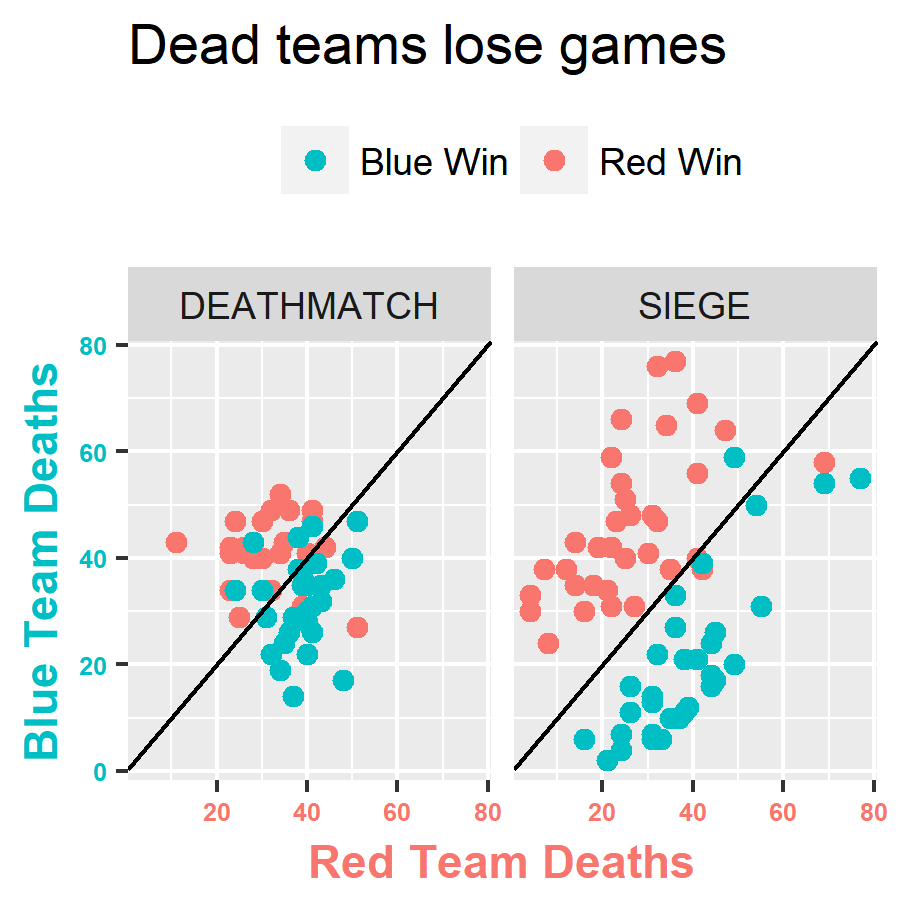 Dead teams lose games
Blue Win Red Win
DEATHMATCH SIEGE
Blue Team Deaths
80
60
40
20
0
20 40 60 80 20 40 60 80
Red Team Deaths